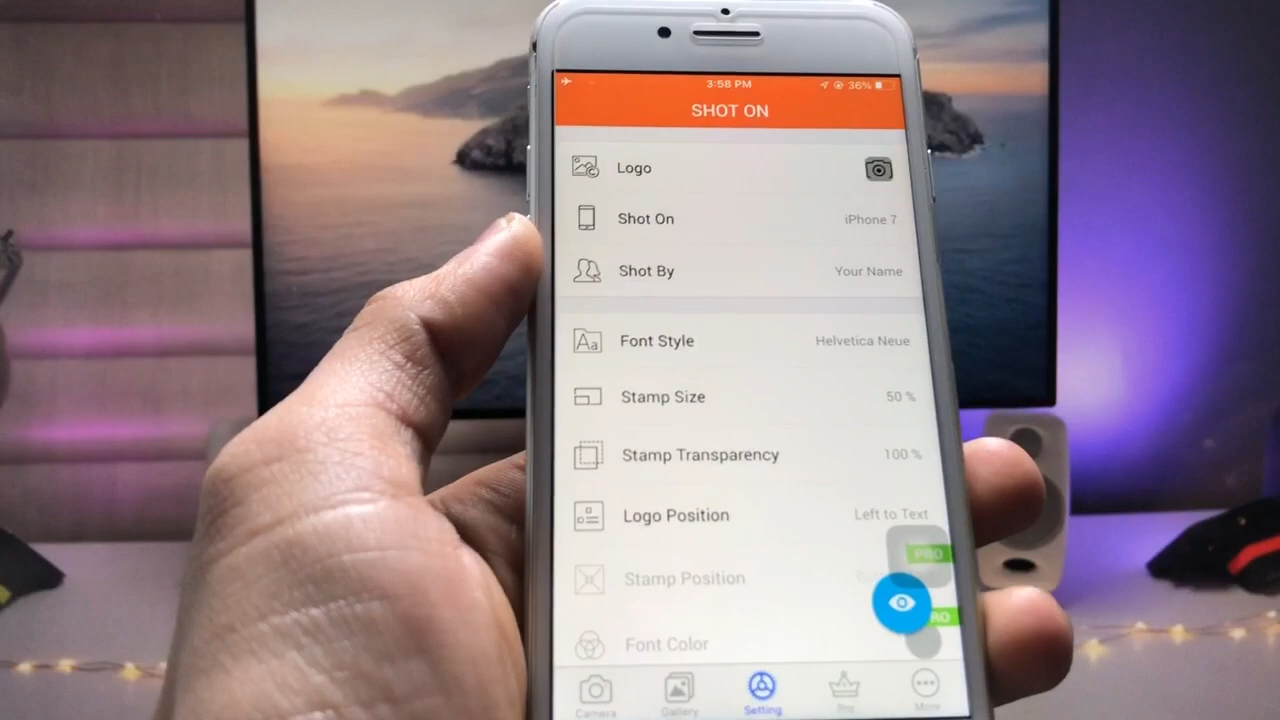 3:58 PM
36%
SHOT ON
Logo
Shot On iPhone 7
Shot By Your Name
Font Style Helvetica Neue
Aa
Stamp Size 50 %
Stamp Transparency 100 %
Logo Position Left to Text
PRO
Stamp Position
RO
Font Color
Camera Gallery Setting Pro More